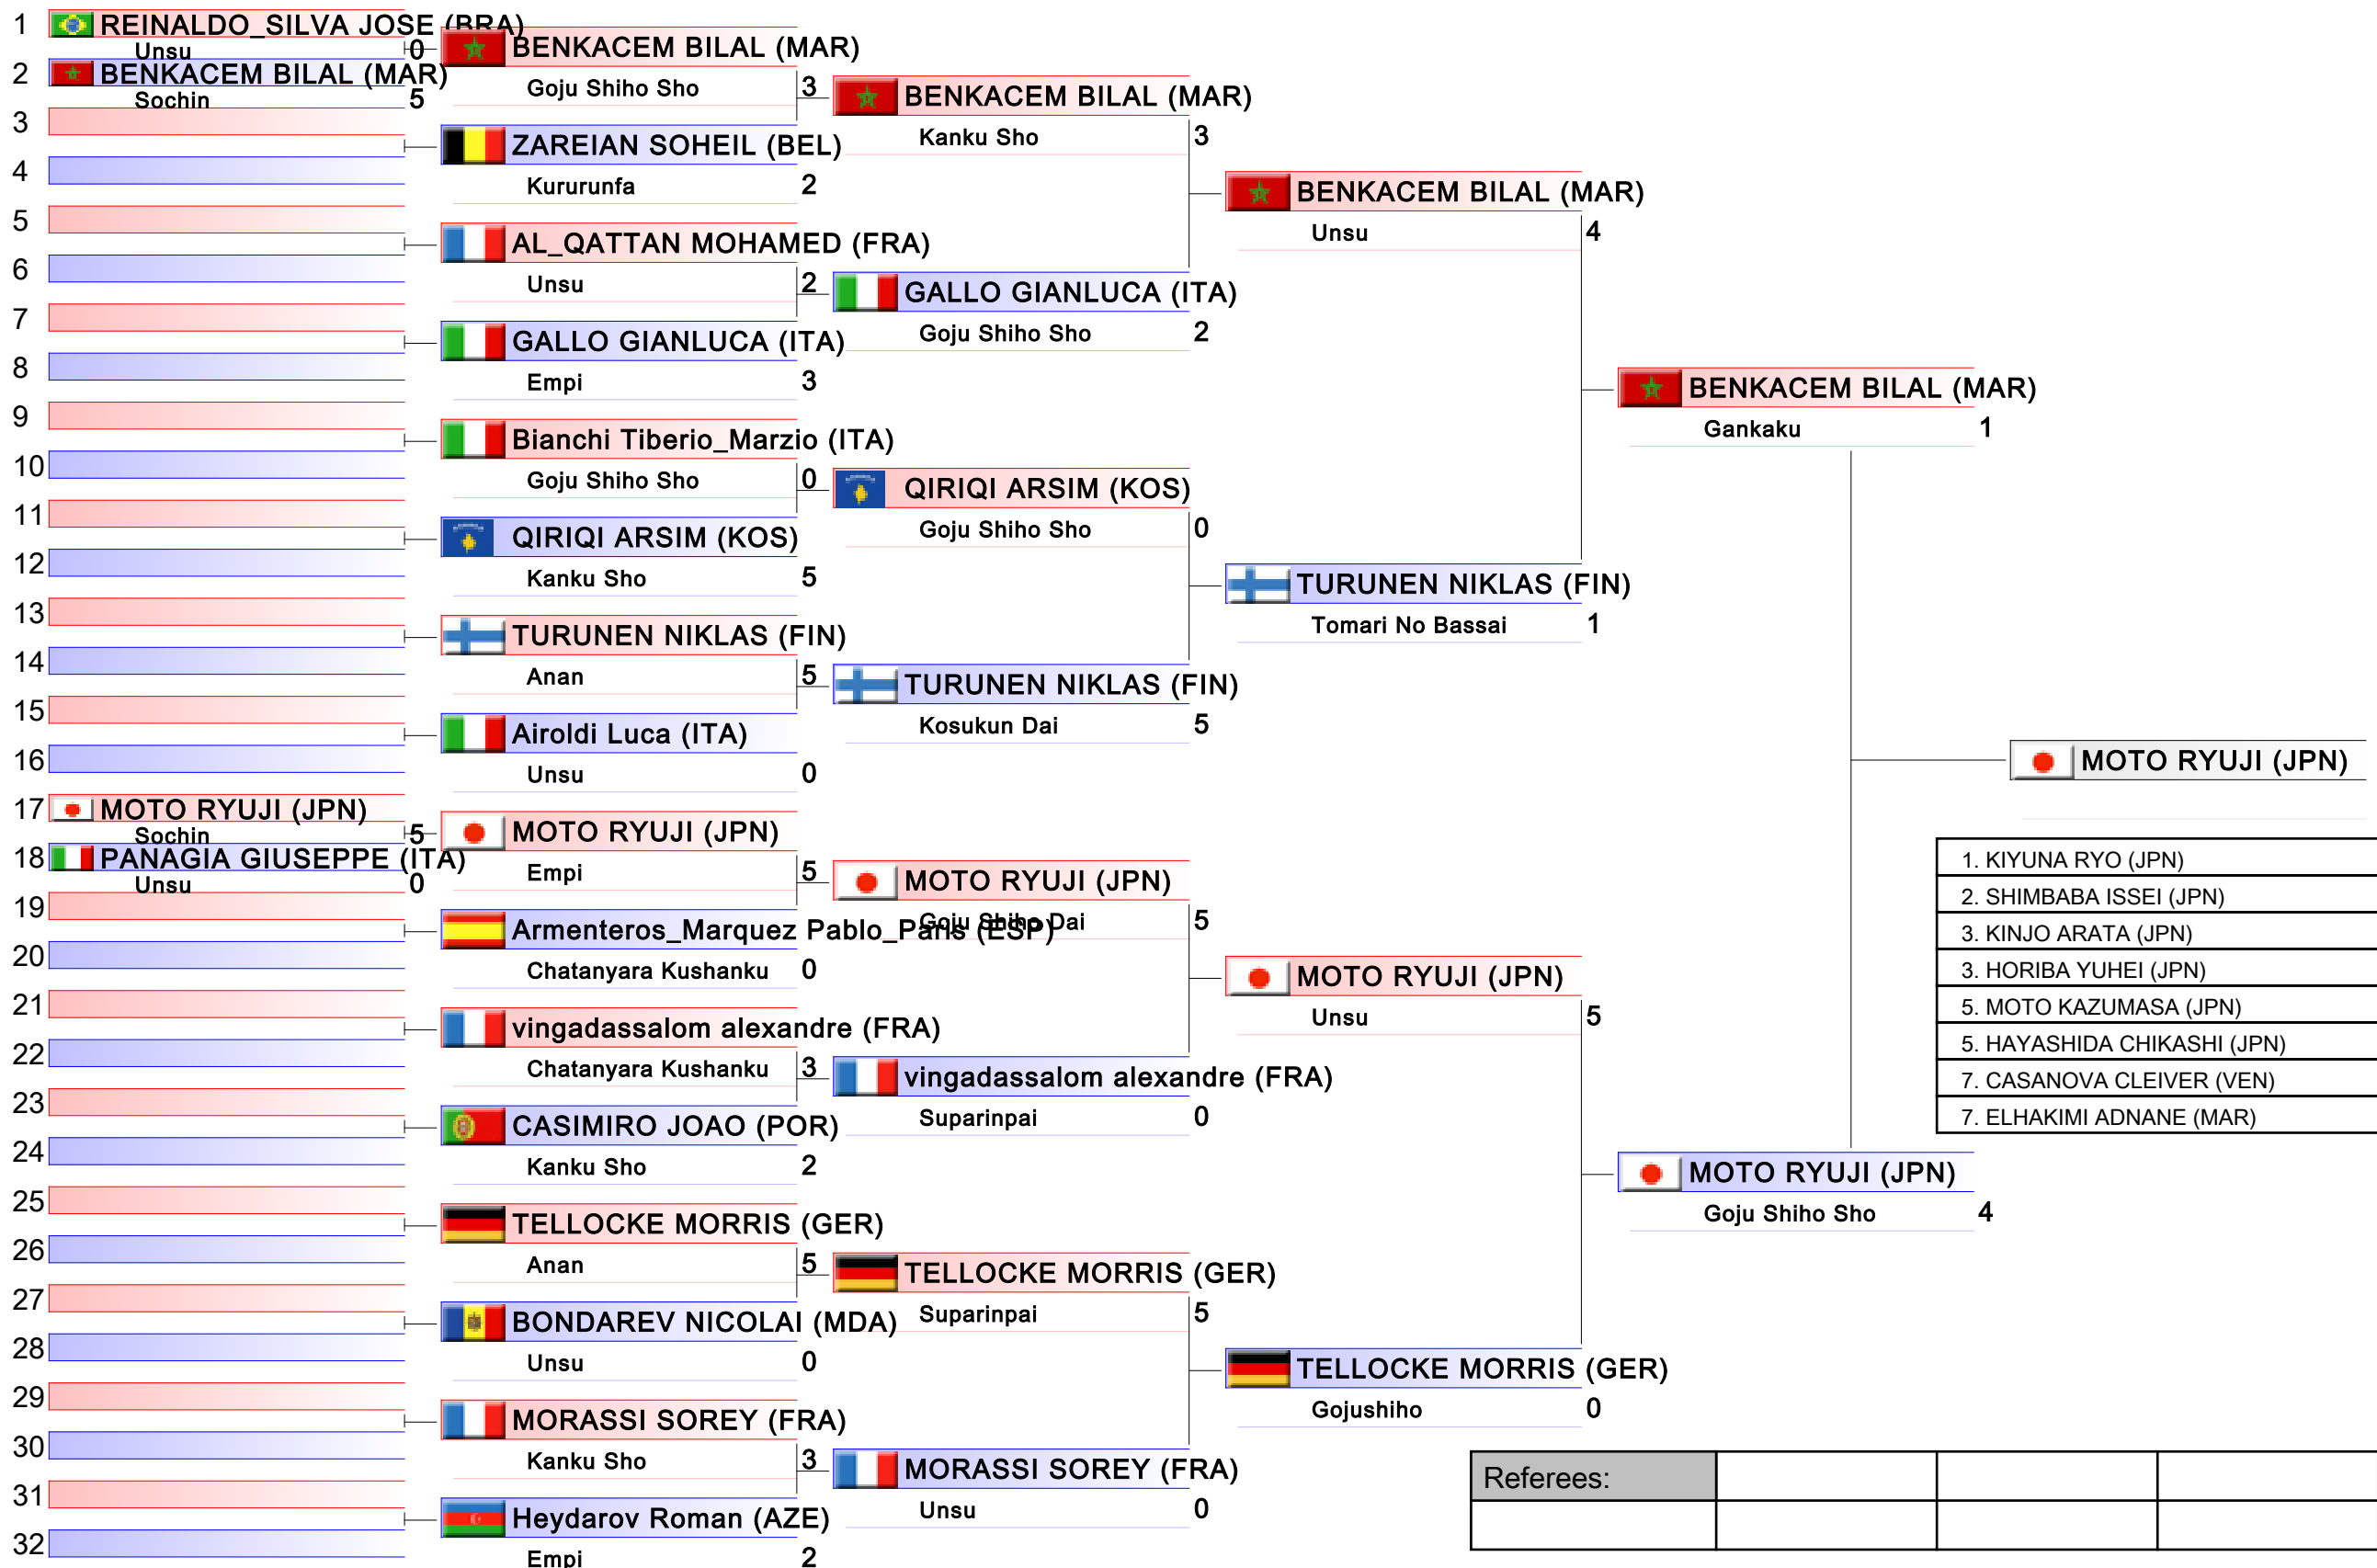 1
REINALDO_SILVA JOSE (BRA)
Unsu
0
2
BENKACEM BILAL (MAR)
Sochin
5
3
4
5
6
7
8
9
10
11
12
13
14
15
16
17
MOTO RYUJI (JPN)
Sochin
5
18
PANAGIA GIUSEPPE (ITA)
Unsu
0
19
20
21
22
23
24
25
26
27
28
29
30
31
32
BENKACEM BILAL (MAR)
Goju Shiho Sho
3
ZAREIAN SOHEIL (BEL)
Kururunfa
2
AL_QATTAN MOHAMED (FRA)
Unsu
2
GALLO GIANLUCA (ITA)
Empi
3
Bianchi Tiberio_Marzio (ITA)
Goju Shiho Sho
0
QIRIQI ARSIM (KOS)
Kanku Sho
5
TURUNEN NIKLAS (FIN)
Anan
5
Airoldi Luca (ITA)
Unsu
0
MOTO RYUJI (JPN)
Empi
5
Armenteros_Marquez Pablo_Paris (ESP)
Chatanyara Kushanku
0
vingadassalom alexandre (FRA)
Chatanyara Kushanku
3
CASIMIRO JOAO (POR)
Kanku Sho
2
TELLOCKE MORRIS (GER)
Anan
5
BONDAREV NICOLAI (MDA)
Unsu
0
MORASSI SOREY (FRA)
Kanku Sho
3
Heydarov Roman (AZE)
Empi
2
BENKACEM BILAL (MAR)
Kanku Sho
3
GALLO GIANLUCA (ITA)
Goju Shiho Sho
2
QIRIQI ARSIM (KOS)
Goju Shiho Sho
0
TURUNEN NIKLAS (FIN)
Kosukun Dai
5
MOTO RYUJI (JPN)
Goju Shiho Dai
5
vingadassalom alexandre (FRA)
Suparinpai
0
TELLOCKE MORRIS (GER)
Suparinpai
5
MORASSI SOREY (FRA)
Unsu
0
BENKACEM BILAL (MAR)
Unsu
4
TURUNEN NIKLAS (FIN)
Tomari No Bassai
1
MOTO RYUJI (JPN)
Unsu
5
TELLOCKE MORRIS (GER)
Gojushiho
0
BENKACEM BILAL (MAR)
Gankaku
1
MOTO RYUJI (JPN)
Goju Shiho Sho
4
MOTO RYUJI (JPN)
1. KIYUNA RYO (JPN)
2. SHIMBABA ISSEI (JPN)
3. KINJO ARATA (JPN)
3. HORIBA YUHEI (JPN)
5. MOTO KAZUMASA (JPN)
5. HAYASHIDA CHIKASHI (JPN)
7. CASANOVA CLEIVER (VEN)
7. ELHAKIMI ADNANE (MAR)
Referees: